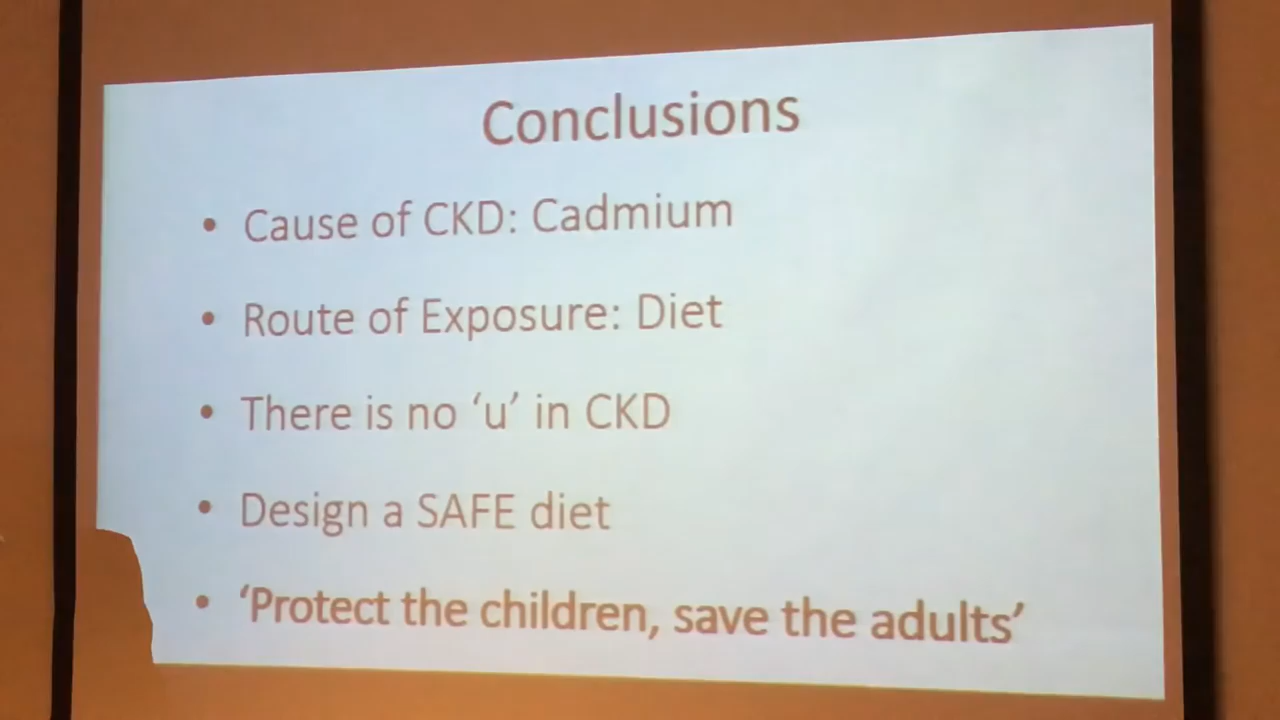 Conclusions
• Cause of CKD: Cadmium
• Route of Exposure: Diet
• There is no ‘u’ in CKD
• Design a SAFE diet
• ‘Protect the children, save the adults’